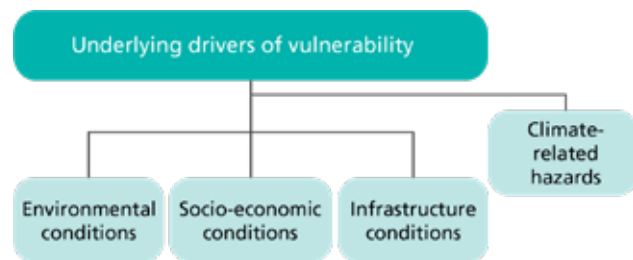 Underlying drivers of vulnerability
Climate-
related
hazards
Environmental
conditions
Socio-economic
conditions
Infrastructure
conditions